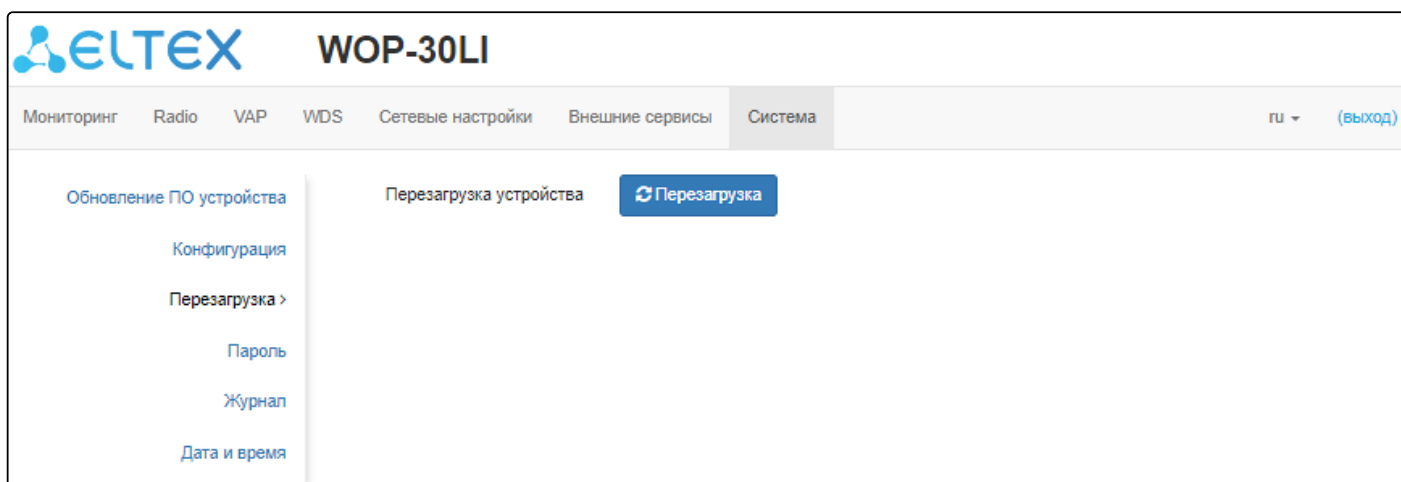 ELTEX WOP-30LI
Мониторинг Radio VAP WDS Сетевые настройки Внешние сервисы Система ru (выход)
Обновление ПО устройства
Перезагрузка устройства Перезагрузка
Конфигурация
Перезагрузка >
Пароль
Журнал
Дата и время